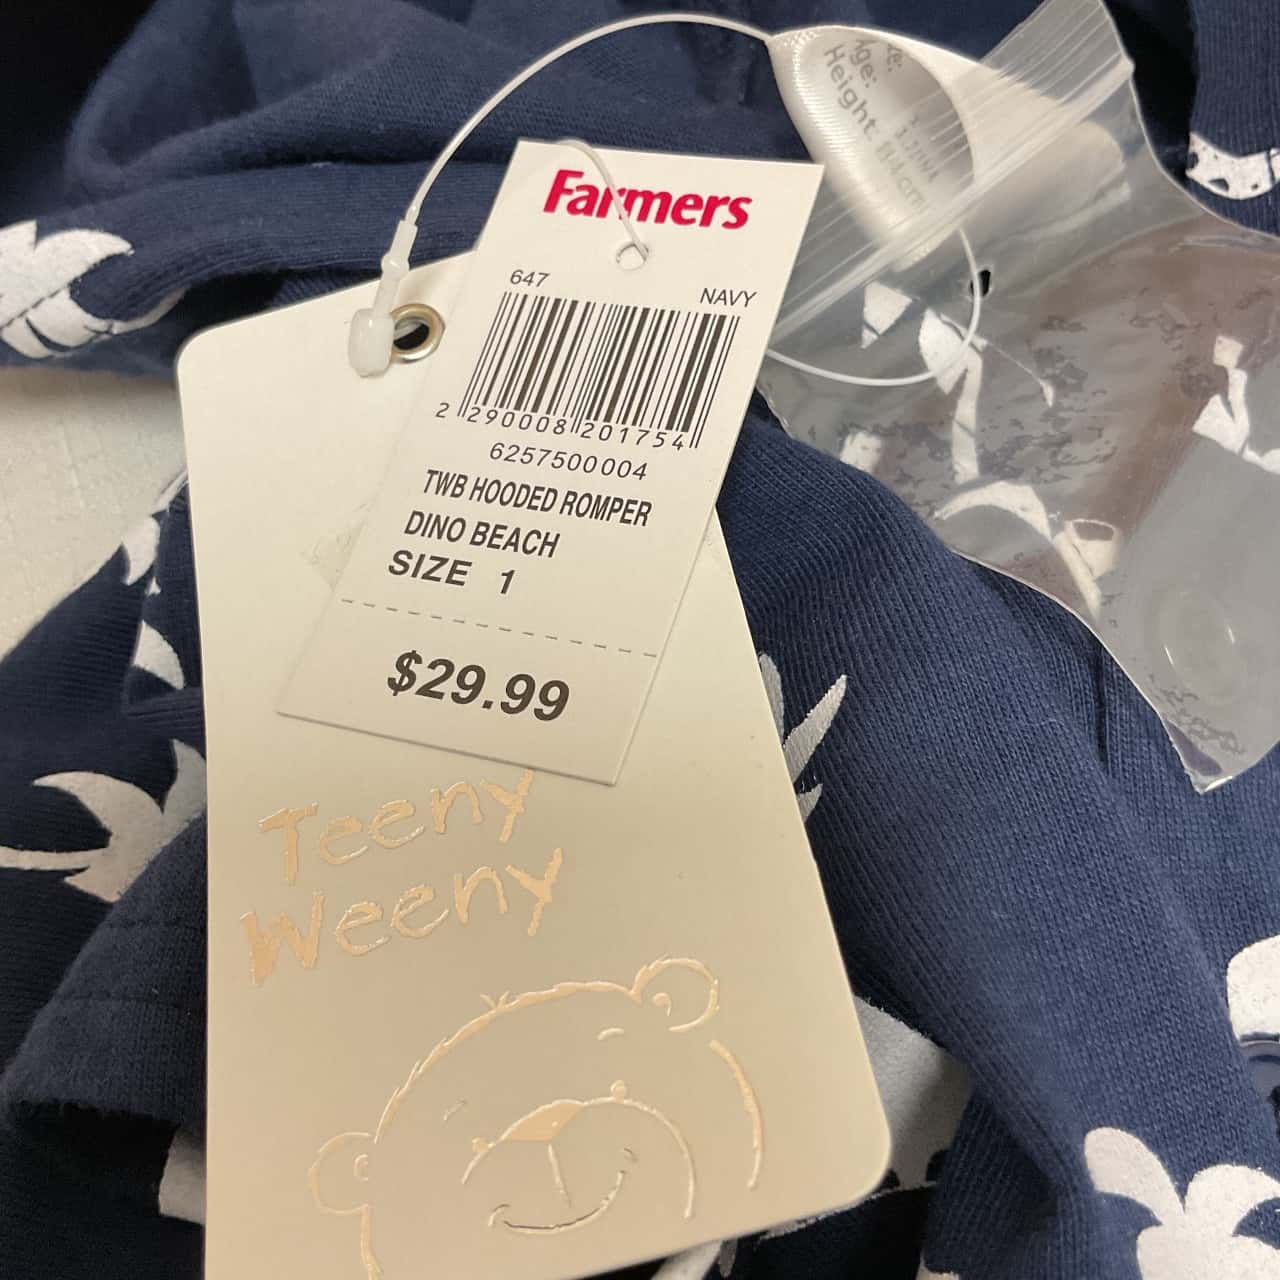 Age:
Height: 84cm
Farmers
647 NAVY
2 290008 201754
6257500004
TWB HOODED ROMPER
DINO BEACH
SIZE 1
$29.99
Teeny
Weeny